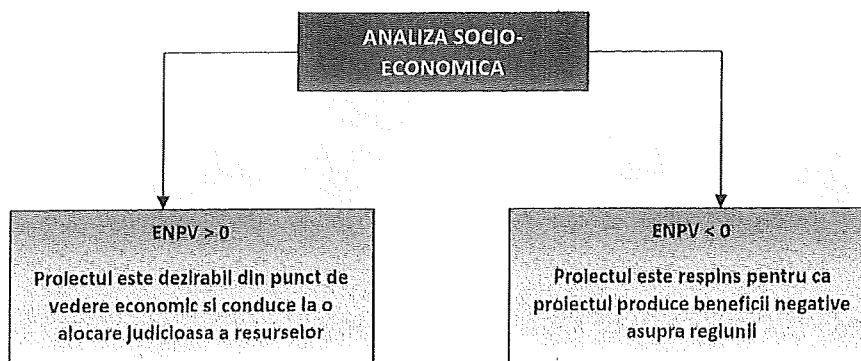 ANALIZA SOCIO-
ECONOMICA
ENPV > 0
Proiectul este dezirabil din punct de
vedere economic si conduce la o
alocare judicioasa a resurselor
ENPV < 0
Proiectul este respins pentru ca
proiectul produce beneficii negative
asupra regiunii